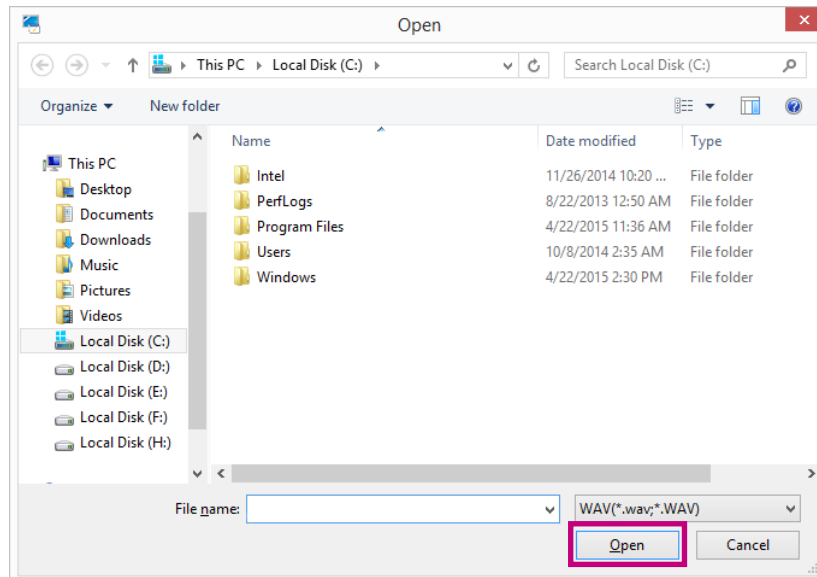 Open
This PC Local Disk (C:) Search Local Disk (C:)
Organize New folder
Name Date modified Type
This PC
Desktop
Documents
Downloads
Music
Pictures
Videos
Local Disk (C:)
Local Disk (D:)
Local Disk (E:)
Local Disk (F:)
Local Disk (H:)
Intel 11/26/2014 10:20 ... File folder
PerfLogs 8/22/2013 12:50 AM File folder
Program Files 4/22/2015 11:36 AM File folder
Users 10/8/2014 2:35 AM File folder
Windows 4/22/2015 2:30 PM File folder
File name: WAV(*.wav;*.WAV)
Open Cancel